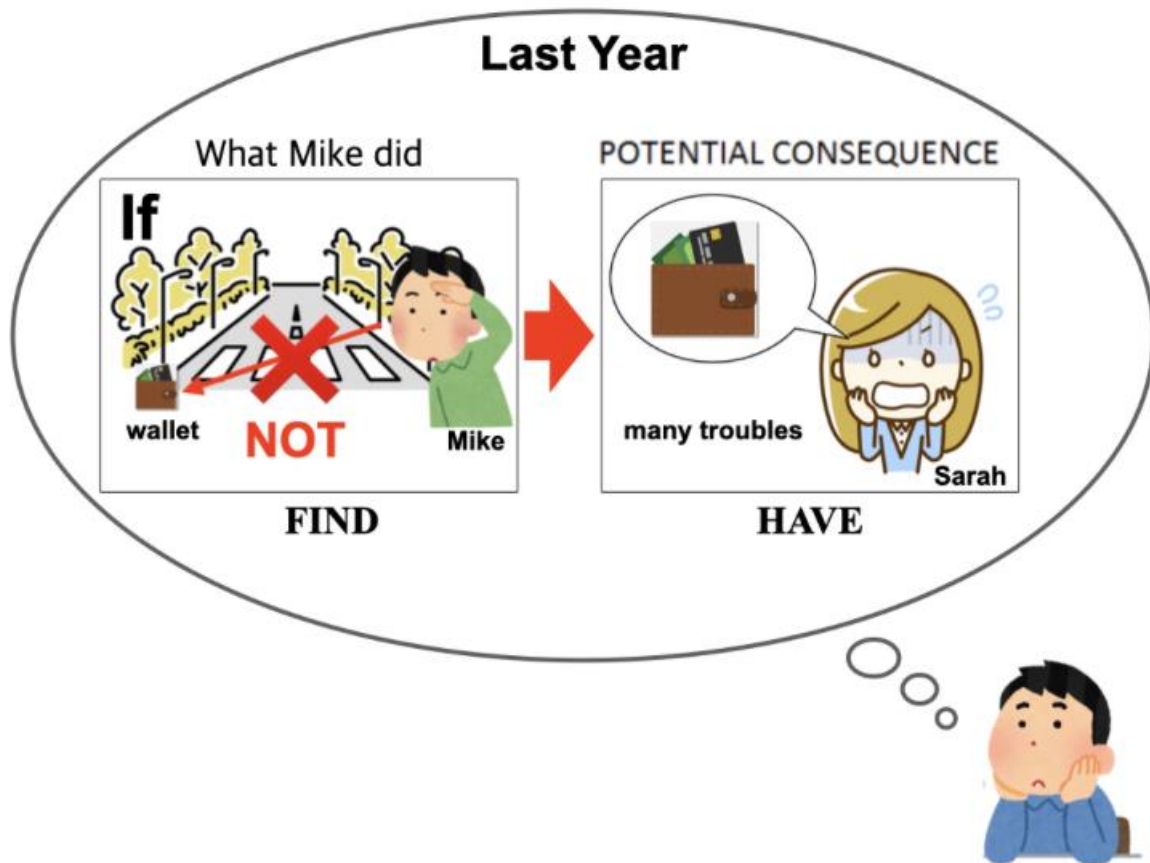 Last Year
What Mike did
POTENTIAL CONSEQUENCE
If
wallet
NOT
Mike
FIND
many troubles
Sarah
HAVE